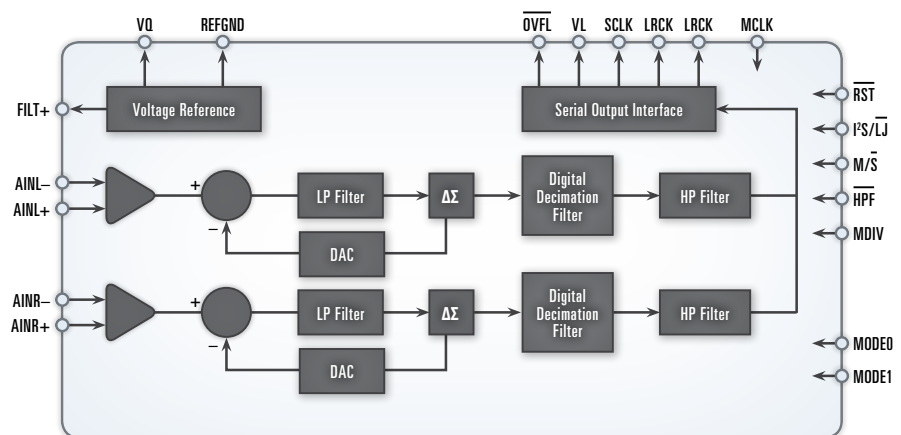 VQ
REFGND
OVFL
VL
SCLK
LRCK
LRCK
MCLK
FILT+
Voltage Reference
Serial Output Interface
RST
I²S/LJ
M/S
HPF
MDIV
AINL–
AINL+
+
–
LP Filter
ΔΣ
DAC
Digital
Decimation
Filter
HP Filter
AINR–
AINR+
+
–
LP Filter
ΔΣ
DAC
Digital
Decimation
Filter
HP Filter
MODE0
MODE1